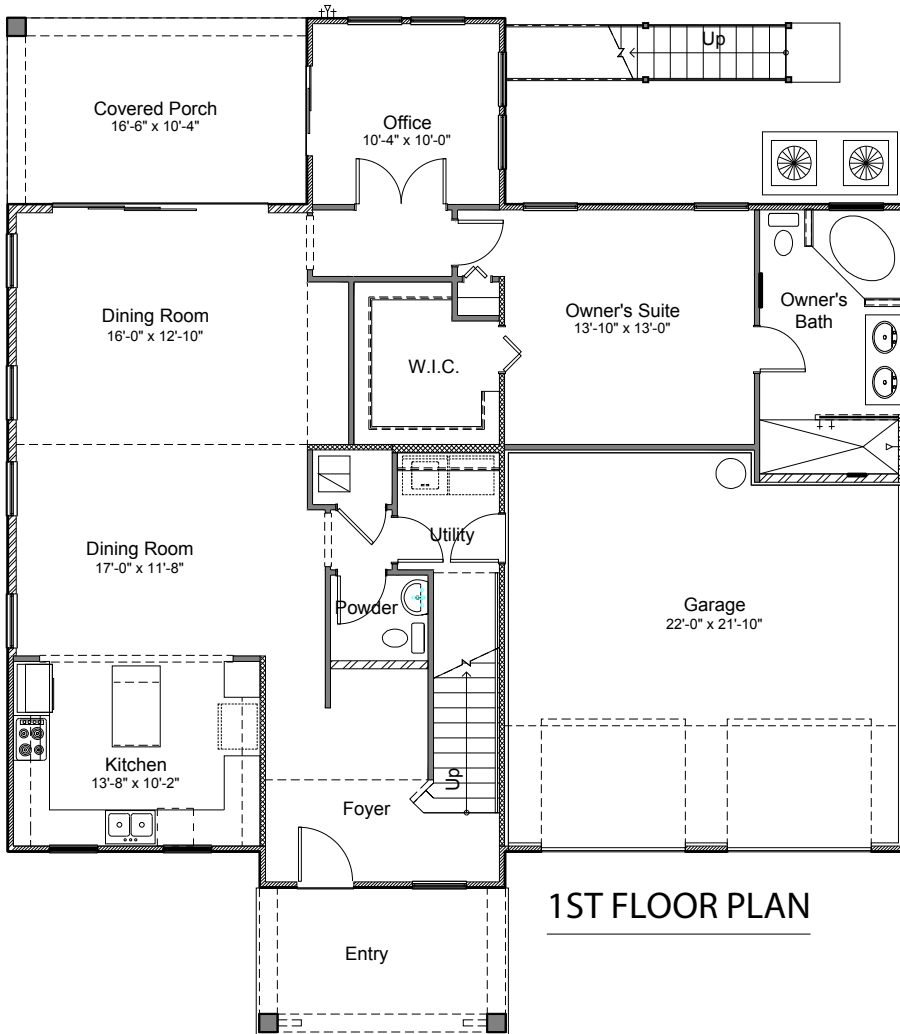 Up
Covered Porch
16'-6" x 10'-4"
Office
10'-4" x 10'-0"
Dining Room
16'-0" x 12'-10"
Owner's Suite
13'-10" x 13'-0"
Owner's
Bath
W.I.C.
Dining Room
17'-0" x 11'-8"
Utility
Powder
Garage
22'-0" x 21'-10"
Kitchen
13'-8" x 10'-2"
Up
Foyer
1ST FLOOR PLAN
Entry